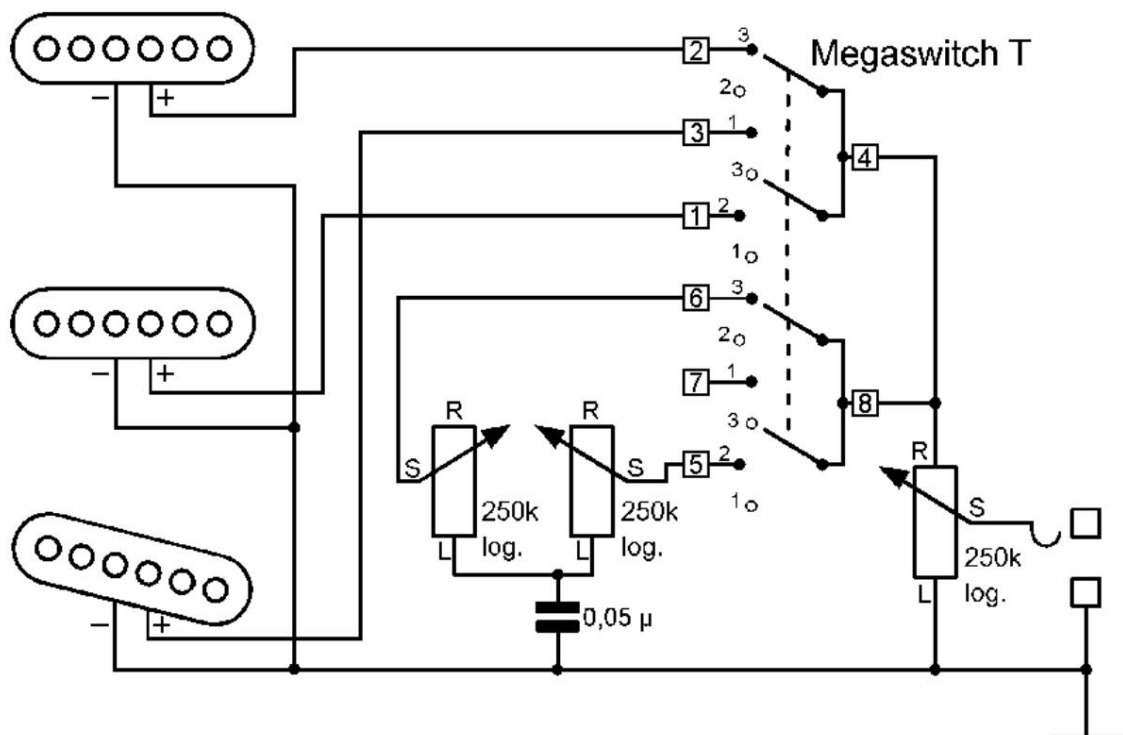 2 3 Megaswitch T
2
− +
3 1
3 4
1 2
1
− +
6 3
2
7 1
8
R R 3
S S 5 2
R
250k 250k
1
S
L log. L log.
250k
L log.
− +
0,05 µ